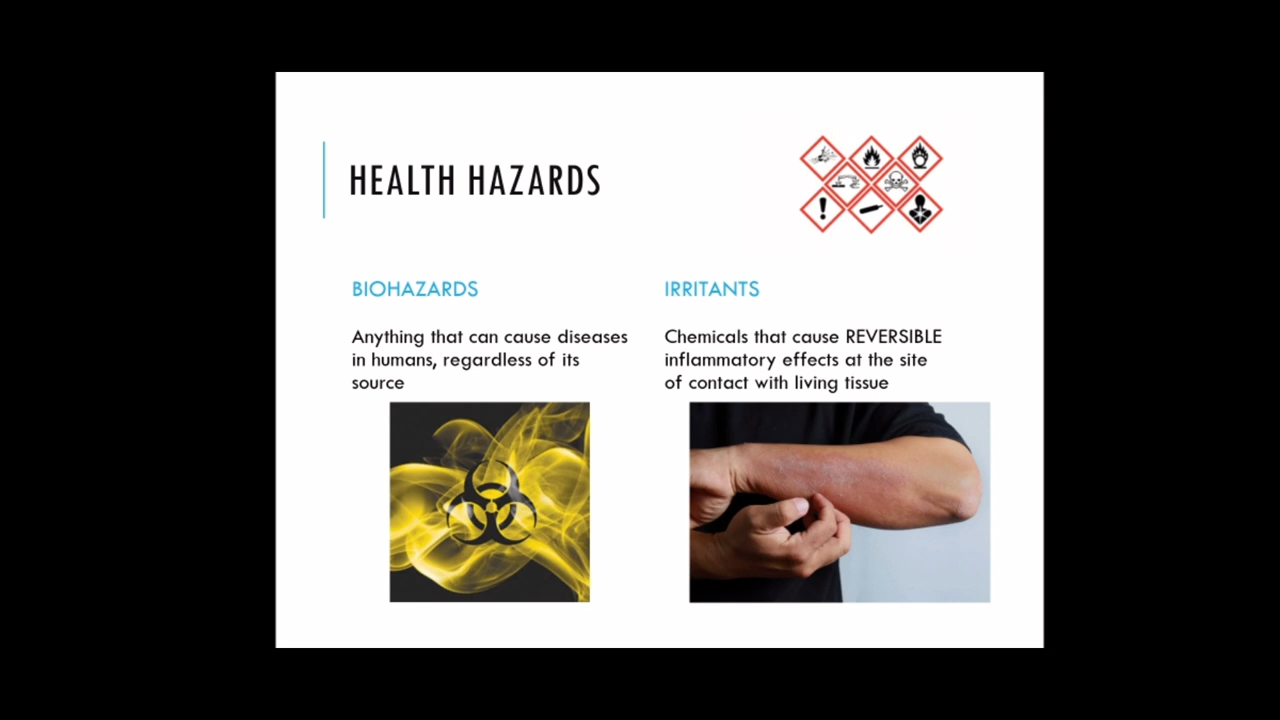 HEALTH HAZARDS
BIOHAZARDS
Anything that can cause diseases
in humans, regardless of its
source
IRRITANTS
Chemicals that cause REVERSIBLE
inflammatory effects at the site
of contact with living tissue